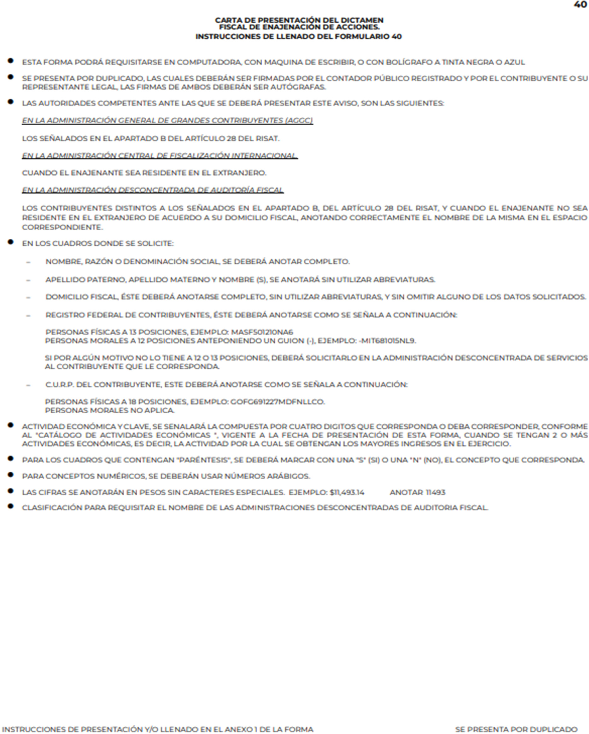 40
CARTA DE PRESENTACIÓN DEL DICTAMEN
FISCAL DE ENAJENACIÓN DE ACCIONES.
INSTRUCCIONES DE LLENADO DEL FORMULARIO 40
● ESTA FORMA PODRÁ REQUISITARSE EN COMPUTADORA, CON MAQUINA DE ESCRIBIR, O CON BOLÍGRAFO A TINTA NEGRA O AZUL
● SE PRESENTA POR DUPLICADO, LAS CUALES DEBERÁN SER FIRMADAS POR EL CONTADOR PÚBLICO REGISTRADO Y POR EL CONTRIBUYENTE O SU
REPRESENTANTE LEGAL, LAS FIRMAS DE AMBOS DEBERÁN SER AUTÓGRAFAS.
● LAS AUTORIDADES COMPETENTES ANTE LAS QUE SE DEBERÁ PRESENTAR ESTE AVISO, SON LAS SIGUIENTES:
EN LA ADMINISTRACIÓN GENERAL DE GRANDES CONTRIBUYENTES (AGGC)
LOS SEÑALADOS EN EL APARTADO B DEL ARTÍCULO 28 DEL RISAT.
EN LA ADMINISTRACIÓN CENTRAL DE FISCALIZACIÓN INTERNACIONAL
CUANDO EL ENAJENANTE SEA RESIDENTE EN EL EXTRANJERO.
EN LA ADMINISTRACIÓN DESCONCENTRADA DE AUDITORÍA FISCAL
LOS CONTRIBUYENTES DISTINTOS A LOS SEÑALADOS EN EL APARTADO B, DEL ARTÍCULO 28 DEL RISAT, Y CUANDO EL ENAJENANTE NO SEA
RESIDENTE EN EL EXTRANJERO DE ACUERDO A SU DOMICILIO FISCAL, ANOTANDO CORRECTAMENTE EL NOMBRE DE LA MISMA EN EL ESPACIO
CORRESPONDIENTE.
● EN LOS CUADROS DONDE SE SOLICITE:
– NOMBRE, RAZÓN O DENOMINACIÓN SOCIAL, SE DEBERÁ ANOTAR COMPLETO.
– APELLIDO PATERNO, APELLIDO MATERNO Y NOMBRE (S), SE ANOTARÁ SIN UTILIZAR ABREVIATURAS.
– DOMICILIO FISCAL, ÉSTE DEBERÁ ANOTARSE COMPLETO, SIN UTILIZAR ABREVIATURAS, Y SIN OMITIR ALGUNO DE LOS DATOS SOLICITADOS.
– REGISTRO FEDERAL DE CONTRIBUYENTES, ÉSTE DEBERÁ ANOTARSE COMO SE SEÑALA A CONTINUACIÓN:
PERSONAS FÍSICAS A 13 POSICIONES, EJEMPLO: MASF501210NA6
PERSONAS MORALES A 12 POSICIONES ANTEPONIENDO UN GUION (-), EJEMPLO: -MIT681015NL9.
SI POR ALGÚN MOTIVO NO LO TIENE A 12 O 13 POSICIONES, DEBERÁ SOLICITARLO EN LA ADMINISTRACIÓN DESCONCENTRADA DE SERVICIOS
AL CONTRIBUYENTE QUE LE CORRESPONDA.
– C.U.R.P. DEL CONTRIBUYENTE, ESTE DEBERÁ ANOTARSE COMO SE SEÑALA A CONTINUACIÓN:
PERSONAS FÍSICAS A 18 POSICIONES, EJEMPLO: GOFG691227MDFNLLCO.
PERSONAS MORALES NO APLICA.
● ACTIVIDAD ECONÓMICA Y CLAVE, SE SENALARÁ LA COMPUESTA POR CUATRO DIGITOS QUE CORRESPONDA O DEBA CORRESPONDER, CONFORME
AL "CATÁLOGO DE ACTIVIDADES ECONÓMICAS ", VIGENTE A LA FECHA DE PRESENTACIÓN DE ESTA FORMA, CUANDO SE TENGAN 2 O MÁS
ACTIVIDADES ECONÓMICAS, ES DECIR, LA ACTIVIDAD POR LA CUAL SE OBTENGAN LOS MAYORES INGRESOS EN EL EJERCICIO.
● PARA LOS CUADROS QUE CONTENGAN "PARÉNTESIS", SE DEBERÁ MARCAR CON UNA "S" (SI) O UNA "N" (NO), EL CONCEPTO QUE CORRESPONDA.
● PARA CONCEPTOS NUMÉRICOS, SE DEBERÁN USAR NÚMEROS ARÁBIGOS.
● LAS CIFRAS SE ANOTARÁN EN PESOS SIN CARACTERES ESPECIALES. EJEMPLO: $11,493.14 ANOTAR 11493
● CLASIFICACIÓN PARA REQUISITAR EL NOMBRE DE LAS ADMINISTRACIONES DESCONCENTRADAS DE AUDITORIA FISCAL.
INSTRUCCIONES DE PRESENTACIÓN Y/O LLENADO EN EL ANEXO 1 DE LA FORMA SE PRESENTA POR DUPLICADO